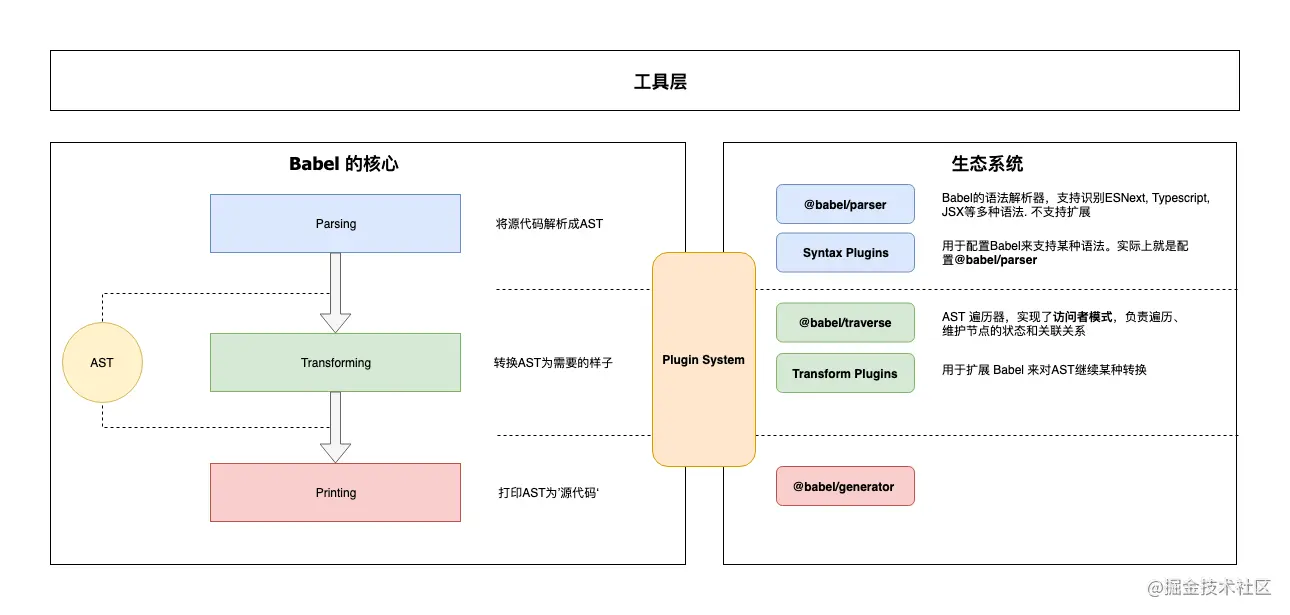 工具层
Babel 的核心
Parsing
将源代码解析成AST
AST
Transforming
转换AST为需要的样子
Printing
打印AST为'源代码'
Plugin System
生态系统
@babel/parser
Babel的语法解析器，支持识别ESNext, Typescript,
JSX等多种语法. 不支持扩展
Syntax Plugins
用于配置Babel来支持某种语法。实际上就是配
置@babel/parser
@babel/traverse
AST 遍历器，实现了访问者模式，负责遍历、
维护节点的状态和关联关系
Transform Plugins
用于扩展 Babel 来对AST继续某种转换
@babel/generator
@掘金技术社区